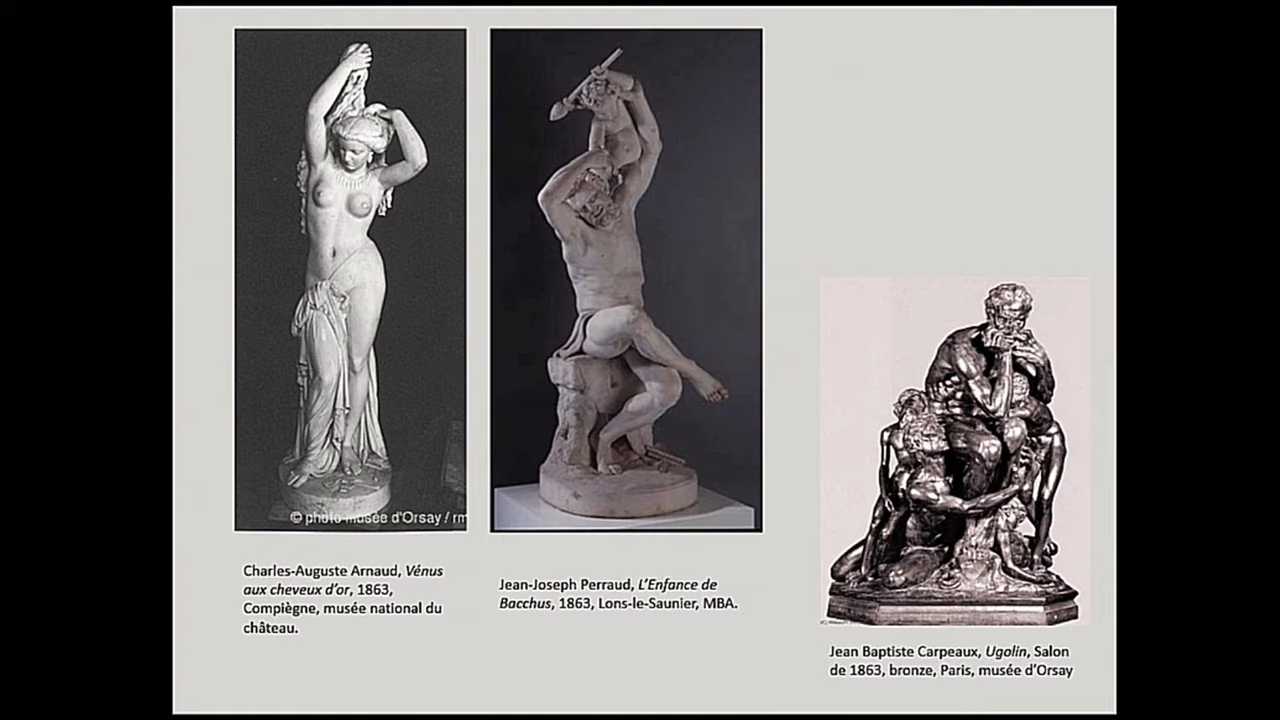 © photo musée d'Orsay / rm
Charles-Auguste Arnaud, Vénus
aux cheveux d'or, 1863,
Compiègne, musée national du
château.
Jean-Joseph Perraud, L'Enfance de
Bacchus, 1863, Lons-le-Saunier, MBA.
Jean Baptiste Carpeaux, Ugolin, Salon
de 1863, bronze, Paris, musée d'Orsay